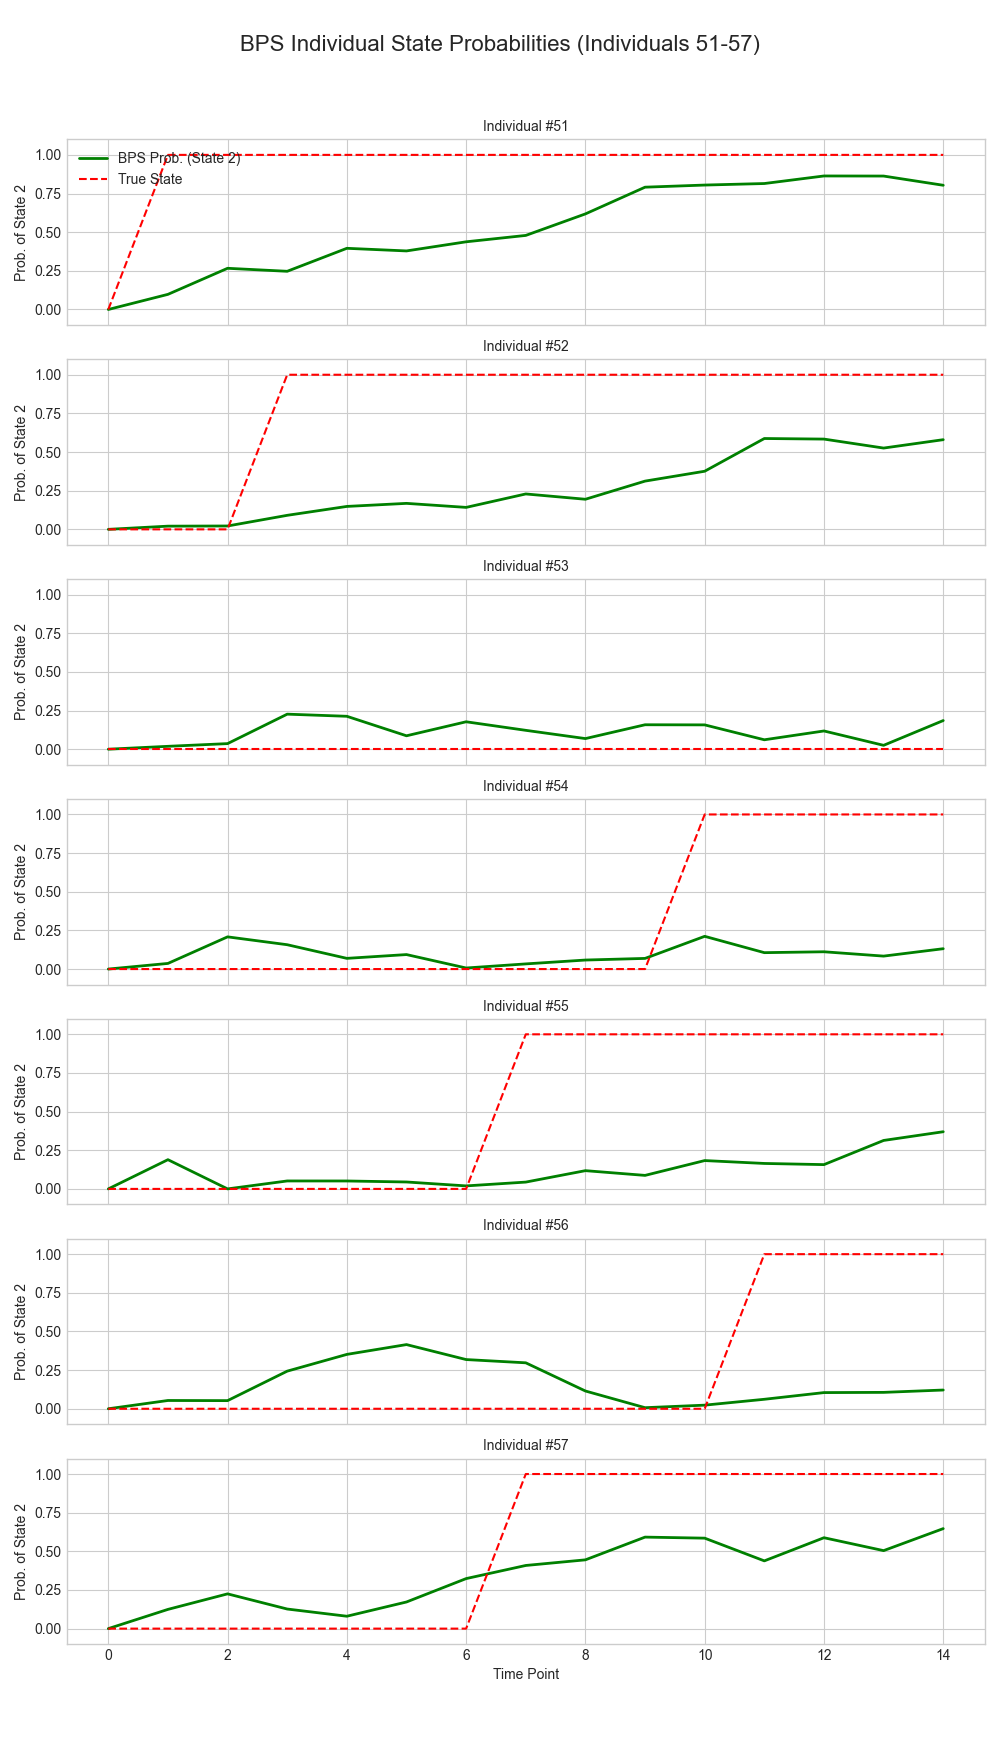 BPS Individual State Probabilities (Individuals 51-57)
Individual #51
BPS Prob. (State 2)
True State
Prob. of State 2
1.00
0.75
0.50
0.25
0.00
Individual #52
Prob. of State 2
1.00
0.75
0.50
0.25
0.00
Individual #53
Prob. of State 2
1.00
0.75
0.50
0.25
0.00
Individual #54
Prob. of State 2
1.00
0.75
0.50
0.25
0.00
Individual #55
Prob. of State 2
1.00
0.75
0.50
0.25
0.00
Individual #56
Prob. of State 2
1.00
0.75
0.50
0.25
0.00
Individual #57
Prob. of State 2
1.00
0.75
0.50
0.25
0.00
0 2 4 6 8 10 12 14
Time Point